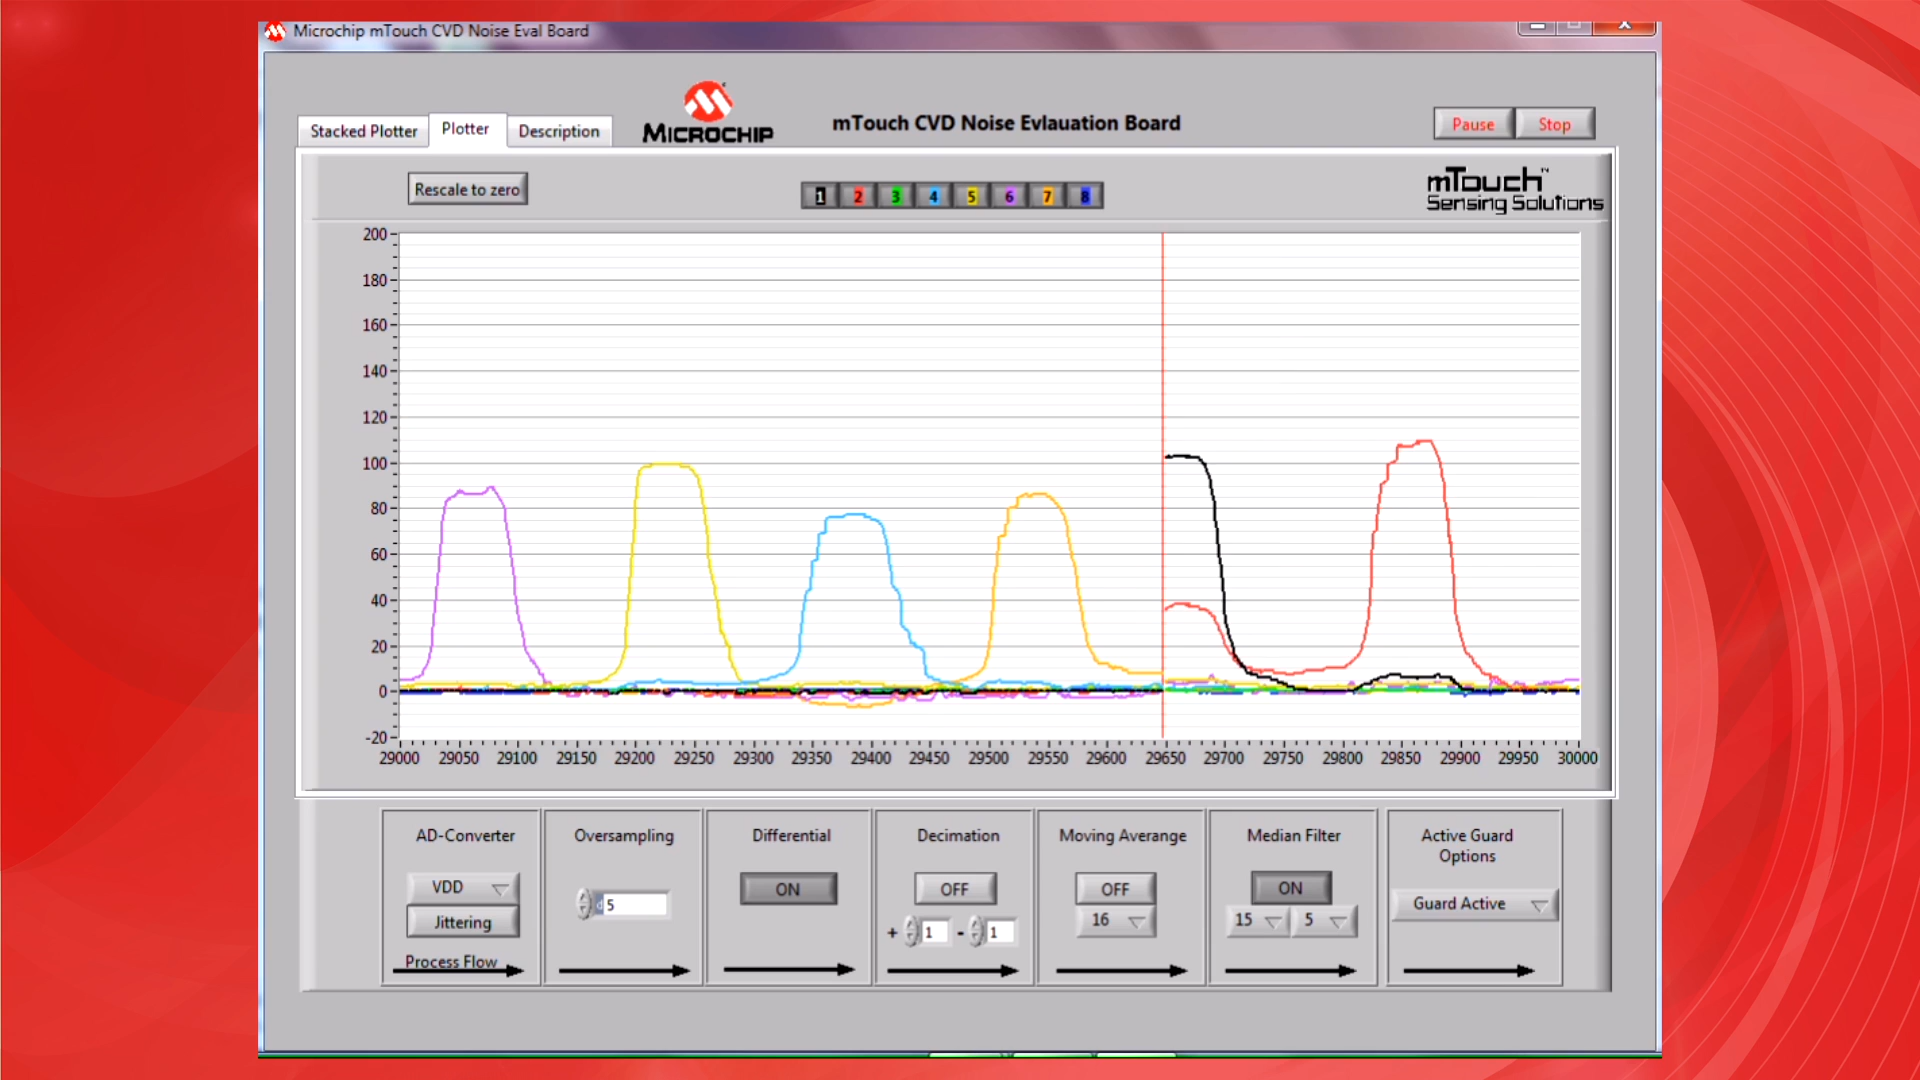 Microchip mTouch CVD Noise Eval Board
Stacked Plotter
Plotter
Description
MICROCHIP
mTouch CVD Noise Evlauation Board
Pause
Stop
Rescale to zero
1 2 3 4 5 6 7 8
mTouch™
Sensing Solutions
200
180
160
140
120
100
80
60
40
20
0
-20
29000 29050 29100 29150 29200 29250 29300 29350 29400 29450 29500 29550 29600 29650 29700 29750 29800 29850 29900 29950 30000
AD-Converter
VDD
Jittering
Process Flow
Oversampling
d 5
Differential
ON
Decimation
OFF
+ 1 - 1
Moving Averange
OFF
16
Median Filter
ON
15 5
Active Guard
Options
Guard Active